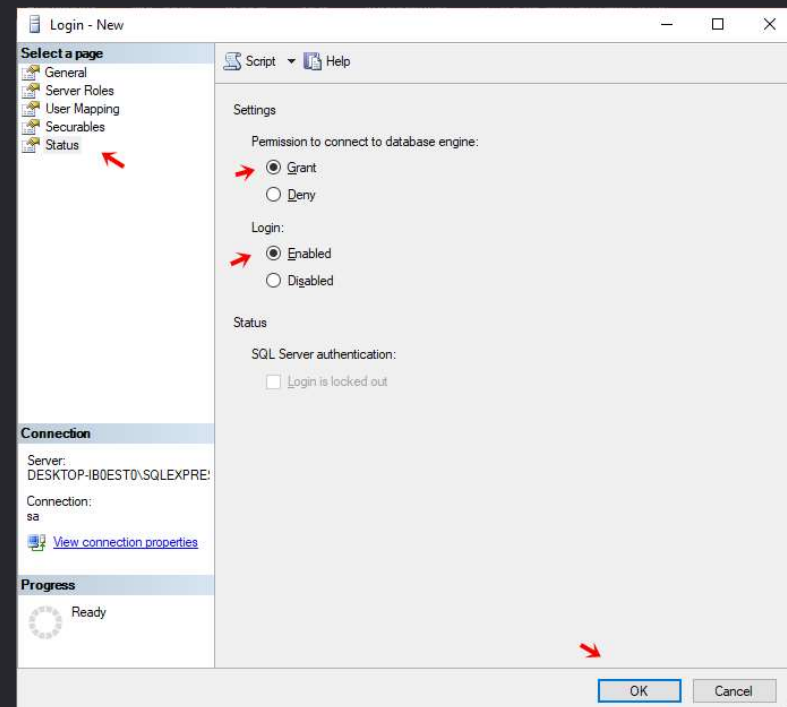 Login - New
Select a page
General
Server Roles
User Mapping
Securables
Status
Script Help
Settings
Permission to connect to database engine:
Grant
Deny
Login:
Enabled
Disabled
Status
SQL Server authentication:
Login is locked out
Connection
Server:
DESKTOP-IB0EST0\SQLEXPRE
Connection:
sa
View connection properties
Progress
Ready
OK Cancel